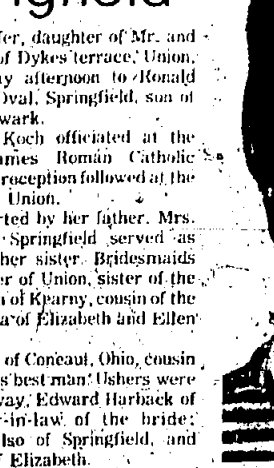 ngfield
er, daughter of Mr. and
of Dykes terrace, Union,
ay afternoon to Ronald
Oval, Springfield, son of
wark.
Koch officiated at the
ames Roman Catholic
reception followed at the
Union.
rted by her father. Mrs.
Springfield served as
her sister. Bridesmaids
er of Union, sister of the
of Kearny, cousin of the
a of Elizabeth and Ellen
of Coneaut, Ohio, cousin
s best man. Ushers were
way, Edward Harback of
r-in-law of the bride;
lso of Springfield, and
f Elizabeth.